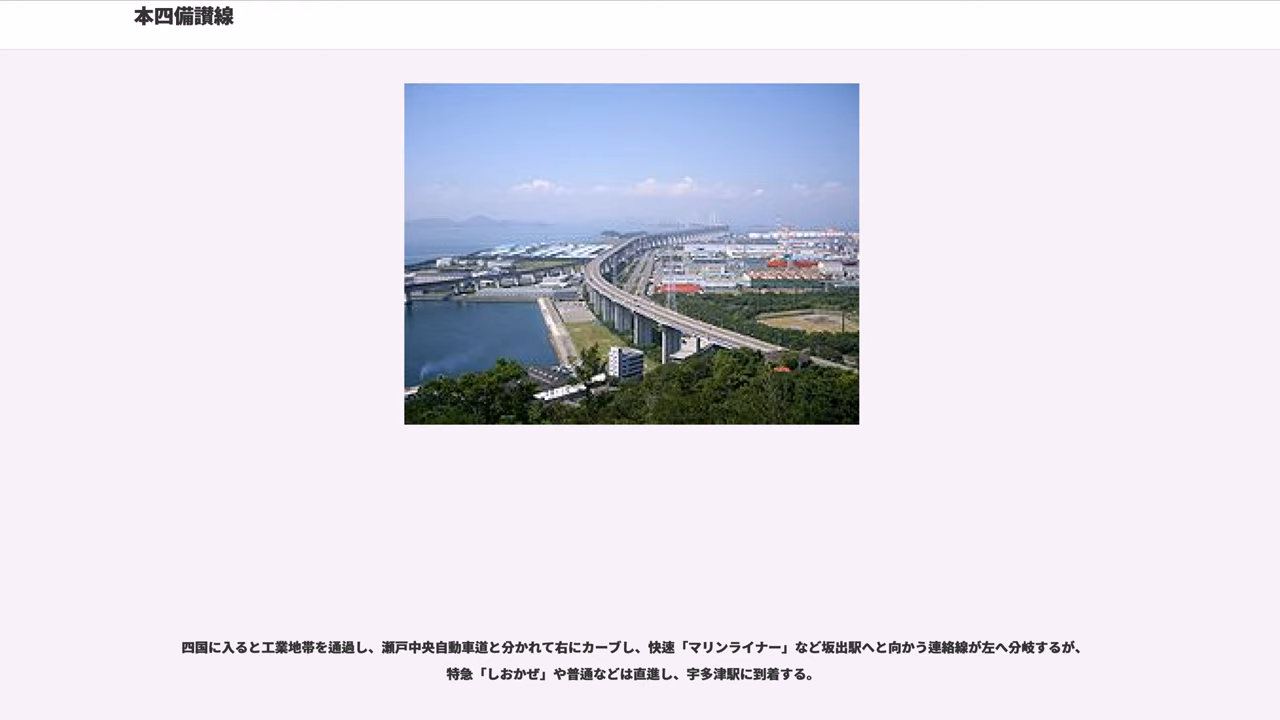 本四備讃線
四国に入ると工業地帯を通過し、瀬戸中央自動車道と分かれて右にカーブし、快速「マリンライナー」など坂出駅へと向かう連絡線が左へ分岐するが、
特急「しおかぜ」や普通などは直進し、宇多津駅に到着する。